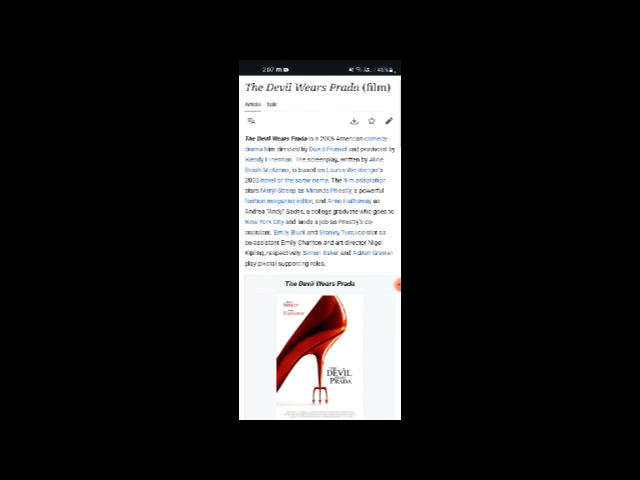 2:07
The Devil Wears Prada (film)
Article Talk
The Devil Wears Prada is a 2006 American comedy-
drama film directed by David Frankel and produced by
Wendy Finerman. The screenplay, written by Aline
Brosh McKenna, is based on Lauren Weisberger's
2003 novel of the same name. The film adaptation
stars Meryl Streep as Miranda Priestly, a powerful
fashion magazine editor, and Anne Hathaway as
Andrea "Andy" Sachs, a college graduate who goes to
New York City and lands a job as Priestly's co-
assistant. Emily Blunt and Stanley Tucci co-star as
co-assistant Emily Charlton and art director Nigel
Kipling, respectively. Simon Baker and Adrian Grenier
play pivotal supporting roles.
The Devil Wears Prada
THE
DEVIL
WEARS
PRADA